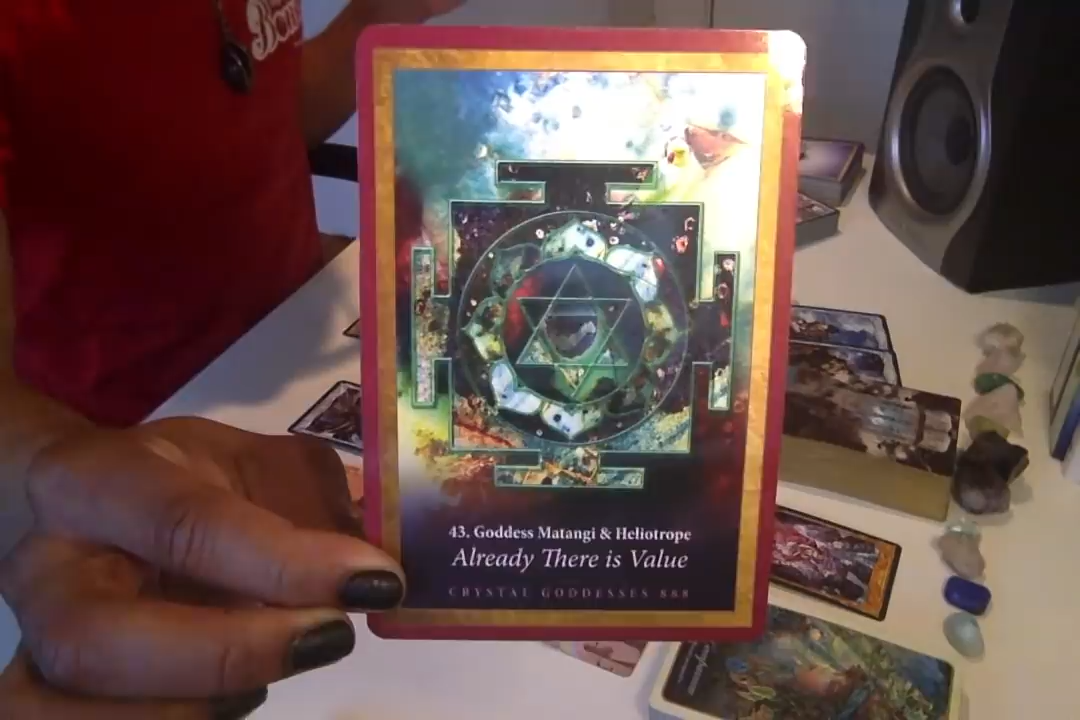 43. Goddess Matangi & Heliotrope
Already There is Value
CRYSTAL GODDESSES 888